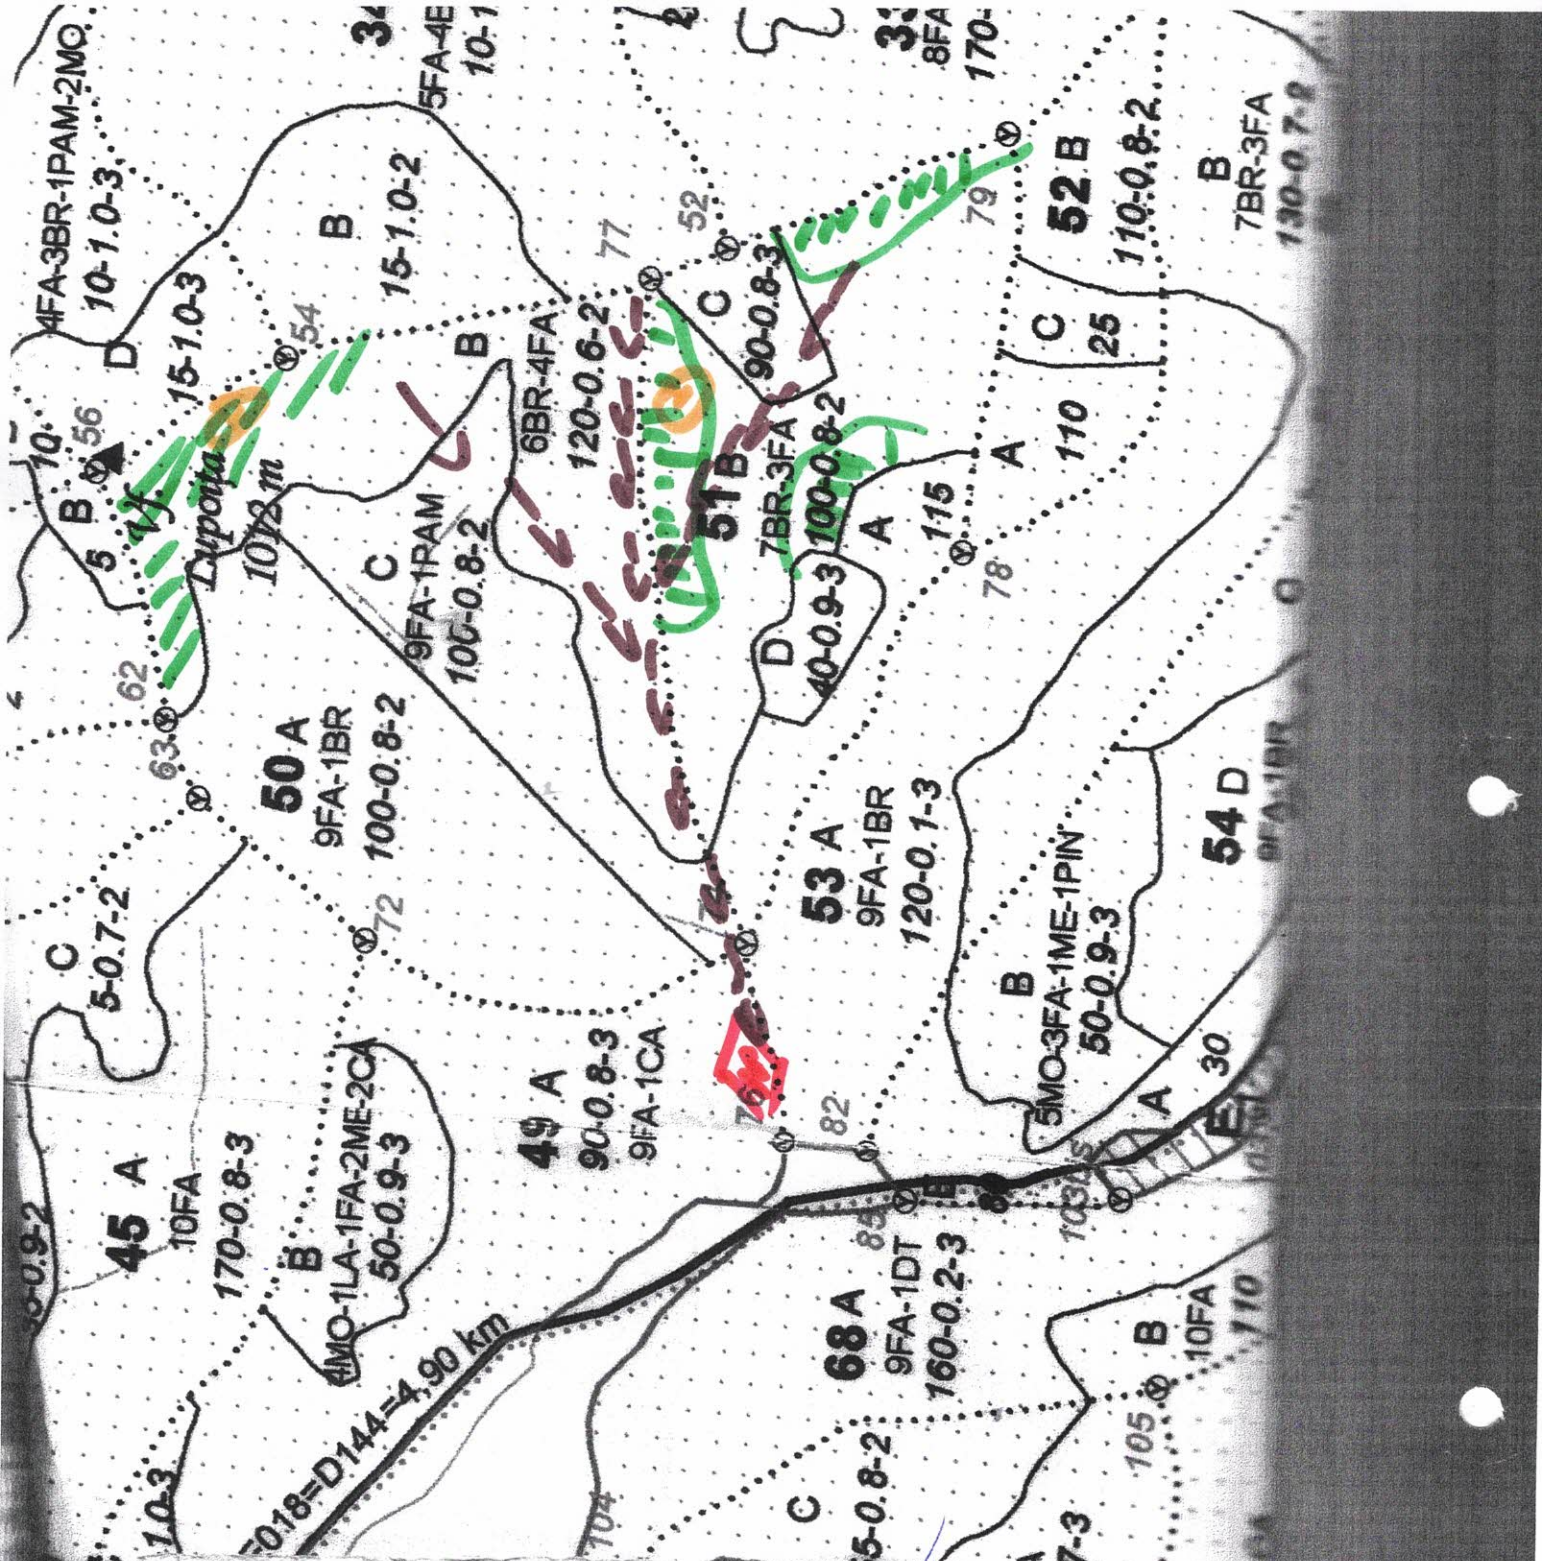 4FA-3BR-1PAM-2MO
10-1.0-3
D
15-1.0-3
B
15-1.0-2
5FA-4B
10-1
34
33
8FA
170-
10-
B
5
56
54
Vf.
Lupoaia
62
63
C
9FA-1PAM
100-0.8-2
B
6BR-4FA
120-0.6-2
77
52
C
90-0.8-3
51 B
7BR-3FA
100-0.8-2
79
52 B
110-0.8-2
B
7BR-3FA
130-0.7-2
C
25
A
110
A
115
78
D
40-0.9-3
50 A
9FA-1BR
100-0.8-2
C
5-0.7-2
72
53 A
9FA-1BR
120-0.1-3
54 D
9FA-1BR
B
5MO-3FA-1ME-1PIN
50-0.9-3
A
30
E
49 A
90-0.8-3
9FA-1CA
76
82
45 A
10FA
170-0.8-3
B
4MO-1LA-1FA-2ME-2CA
50-0.9-3
=D144=4,90 km
85
E
68 A
9FA-1DT
160-0.2-3
B
10FA
110
105
C
5-0.8-2
7-3
104